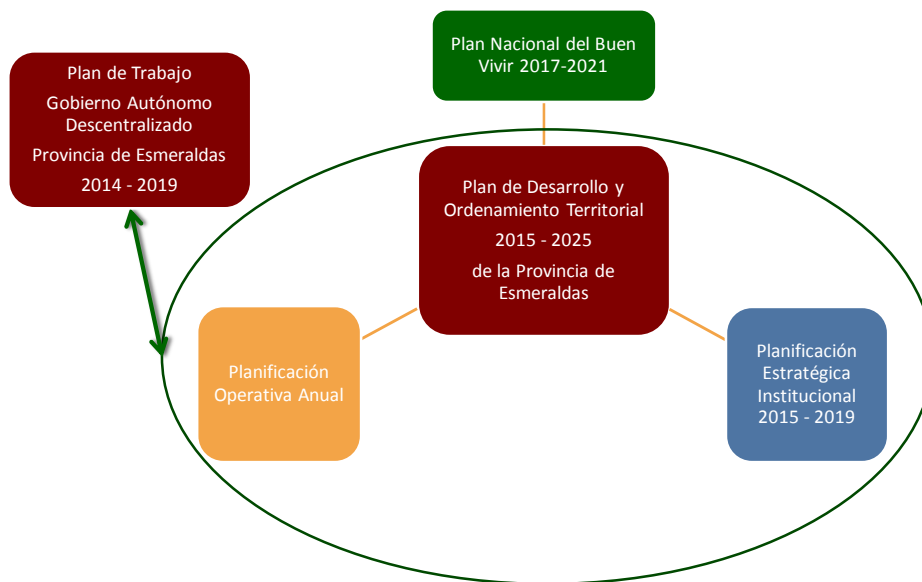 Plan Nacional del Buen
Vivir 2017-2021
Plan de Trabajo
Gobierno Autónomo
Descentralizado
Provincia de Esmeraldas
2014 - 2019
Plan de Desarrollo y
Ordenamiento Territorial
2015 - 2025
de la Provincia de
Esmeraldas
Planificación
Operativa Anual
Planificación
Estratégica
Institucional
2015 - 2019